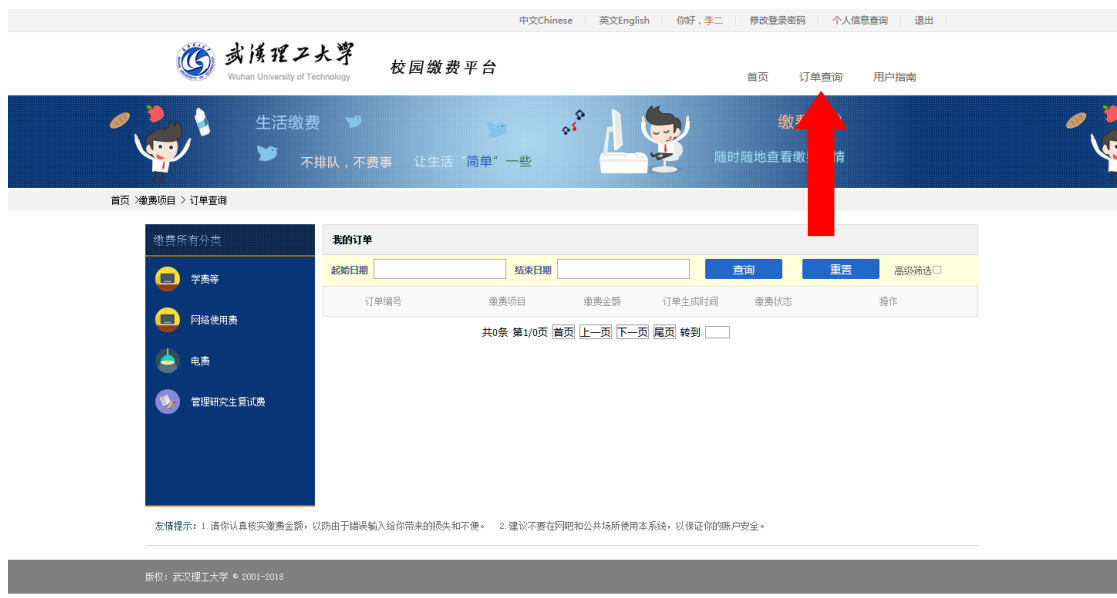 中文Chinese 英文English 你好，李二 修改登录密码 个人信息查询 退出
武汉理工大学
Wuhan University of Technology
校园缴费平台
首页 订单查询 用户指南
生活缴费
不排队，不费事 让生活“简单”一些
随时随地查看缴
首页 >缴费项目 > 订单查询
缴费所有分类
学费等
网络使用费
电费
管理研究生复试费
我的订单
起始日期 结束日期 查询 重置 高级筛选
订单编号 缴费项目 缴费金额 订单生成时间 缴费状态 操作
共0条 第1/0页 首页 上一页 下一页 尾页 转到
友情提示：1.请你认真核实缴费金额，以防由于错误输入给你带来的损失和不便。 2.建议不要在网吧和公共场所使用本系统，以保证你的账户安全。
版权：武汉理工大学 © 2001-2018